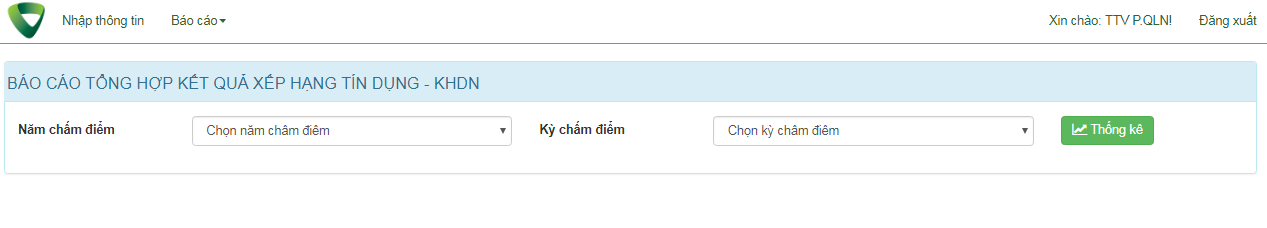 Nhập thông tin Báo cáo Xin chào: TTV P.QLN! Đăng xuất
BÁO CÁO TỔNG HỢP KẾT QUẢ XẾP HẠNG TÍN DỤNG - KHDN
Năm chấm điểm Chọn năm chấm điểm Kỳ chấm điểm Chọn kỳ chấm điểm Thống kê